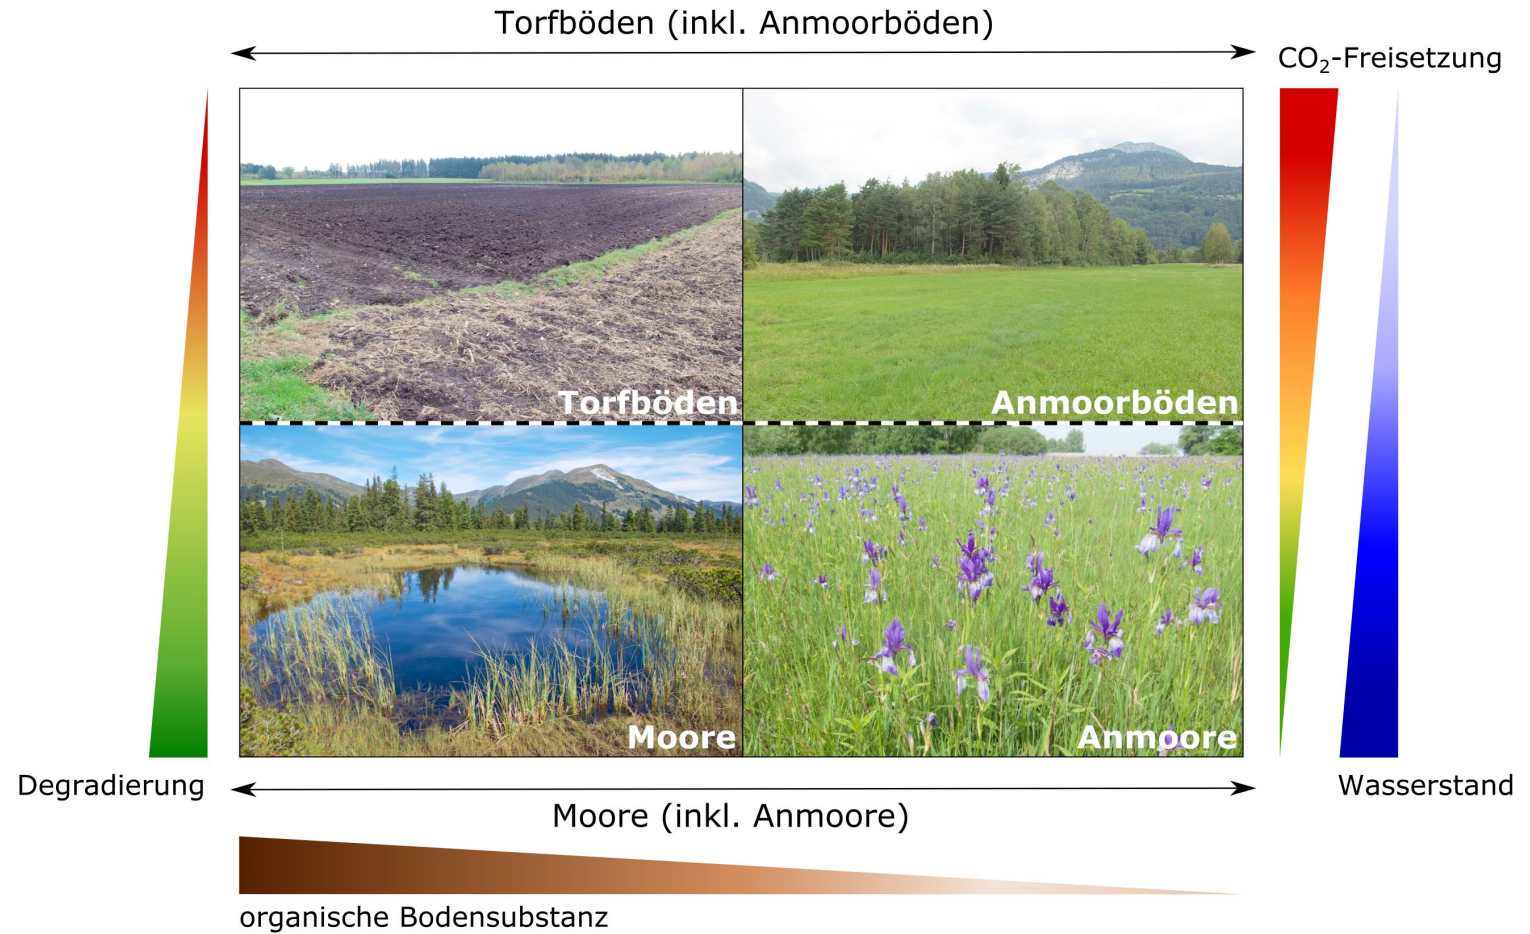 Torfböden (inkl. Anmoorböden)
CO₂-Freisetzung
Torfböden
Anmoorböden
Moore
Anmoore
Degradierung
Wasserstand
Moore (inkl. Anmoore)
organische Bodensubstanz